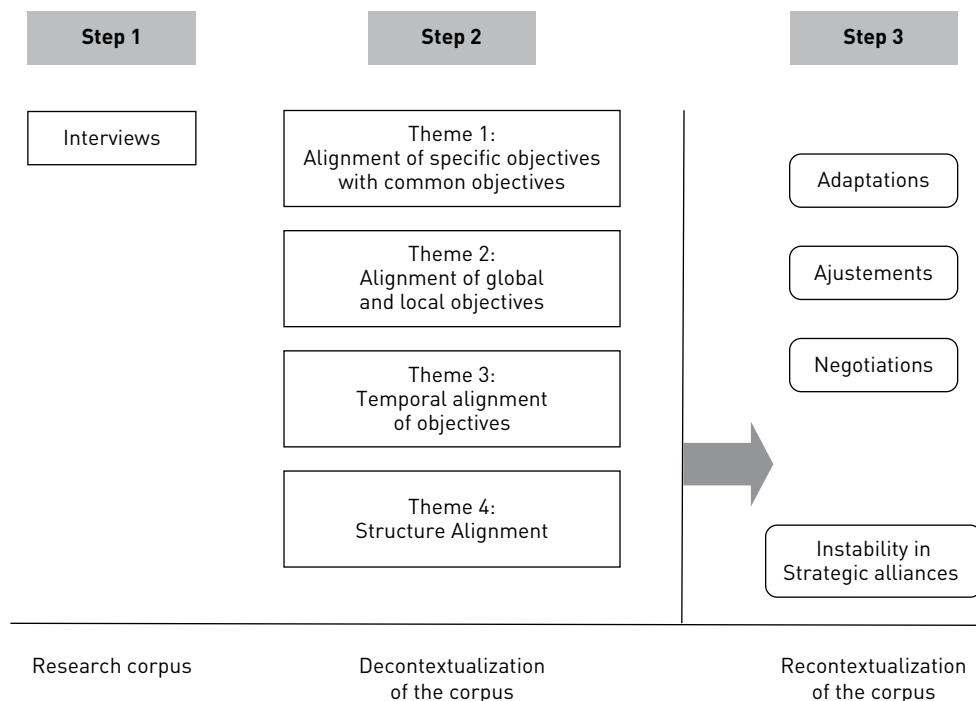 Step 1
Step 2
Step 3
Interviews
Theme 1:
Alignment of specific objectives
with common objectives
Theme 2:
Alignment of global
and local objectives
Theme 3:
Temporal alignment
of objectives
Theme 4:
Structure Alignment
Adaptations
Ajustements
Negotiations
Instability in
Strategic alliances
Research corpus
Decontextualization
of the corpus
Recontextualization
of the corpus